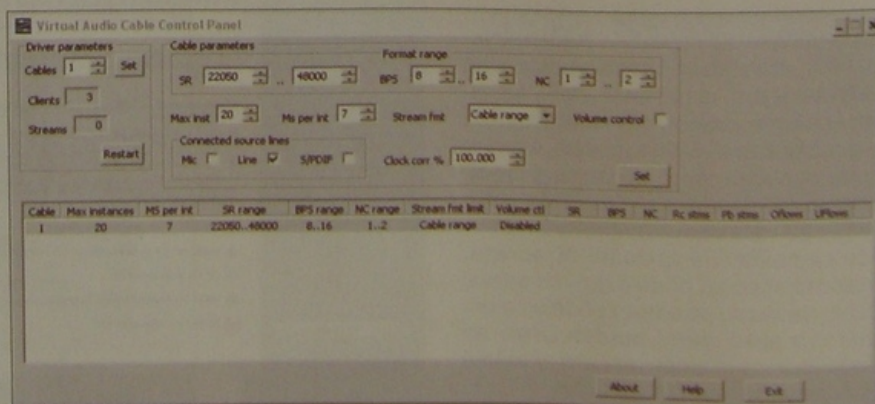 Virtual Audio Cable Control Panel
Driver parameters
Cables 1 Set
Clients 3
Streams 0
Restart
Cable parameters
Format range
SR 22050 .. 48000 BPS 8 .. 16 NC 1 .. 2
Max inst 20 Ms per int 7 Stream fmt Cable range Volume control
Connected source lines
Mic Line S/PDIF Clock corr % 100.000
Set
Cable Max instances MS per int SR range BPS range NC range Stream fmt limit Volume ctl SR BPS NC Rc stms Pb stms Oflows UFlows
1 20 7 22050..48000 8..16 1..2 Cable range Disabled
About Help Exit